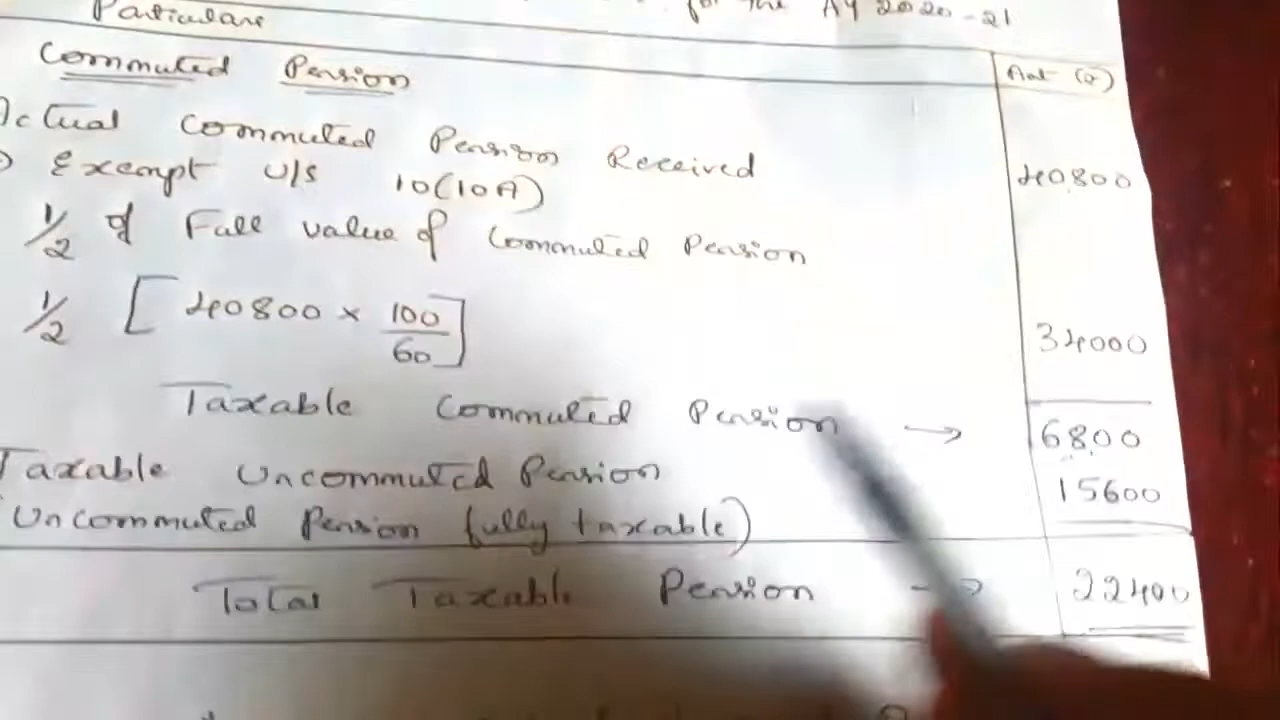 Particulars for the AY 2020-21
Amt (₹)
Commuted Pension
Actual Commuted Pension Received 40800
Exempt u/s 10(10A)
1/2 of Full value of Commuted Pension
1/2 [40800 × 100/60] 34000
Taxable Commuted Pension → 6800
Taxable Uncommuted Pension 15600
Uncommuted Pension fully taxable)
Total Taxable Pension → 22400